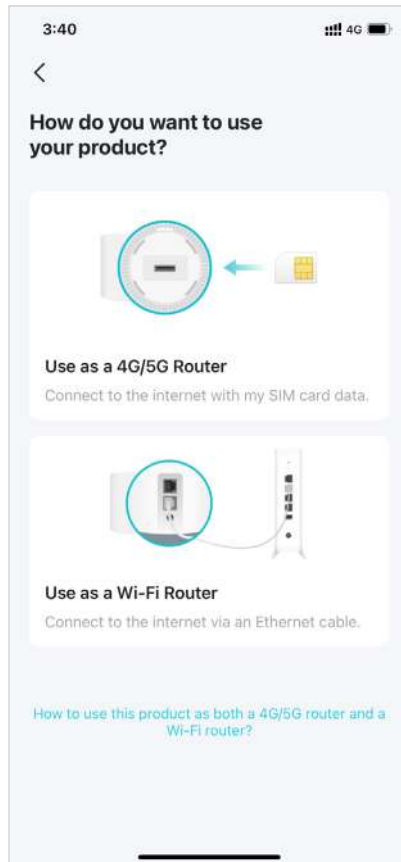 3:40
4G
How do you want to use
your product?
Use as a 4G/5G Router
Connect to the internet with my SIM card data.
Use as a Wi-Fi Router
Connect to the internet via an Ethernet cable.
How to use this product as both a 4G/5G router and a
Wi-Fi router?